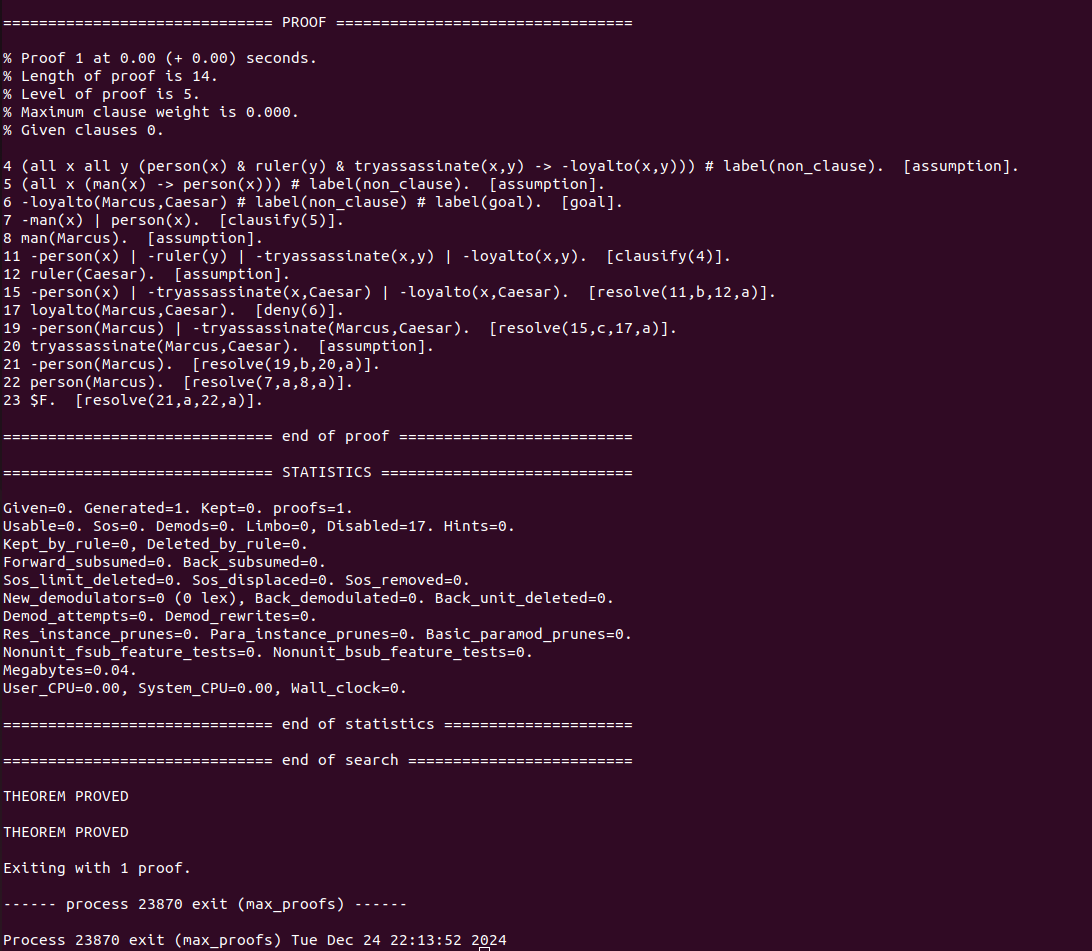 ============================== PROOF =================================
% Proof 1 at 0.00 (+ 0.00) seconds.
% Length of proof is 14.
% Level of proof is 5.
% Maximum clause weight is 0.000.
% Given clauses 0.
4 (all x all y (person(x) & ruler(y) & tryassassinate(x,y) -> -loyalto(x,y))) # label(non_clause).  [assumption].
5 (all x (man(x) -> person(x))) # label(non_clause).  [assumption].
6 -loyalto(Marcus,Caesar) # label(non_clause) # label(goal).  [goal].
7 -man(x) | person(x).  [clausify(5)].
8 man(Marcus).  [assumption].
11 -person(x) | -ruler(y) | -tryassassinate(x,y) | -loyalto(x,y).  [clausify(4)].
12 ruler(Caesar).  [assumption].
15 -person(x) | -tryassassinate(x,Caesar) | -loyalto(x,Caesar).  [resolve(11,b,12,a)].
17 loyalto(Marcus,Caesar).  [deny(6)].
19 -person(Marcus) | -tryassassinate(Marcus,Caesar).  [resolve(15,c,17,a)].
20 tryassassinate(Marcus,Caesar).  [assumption].
21 -person(Marcus).  [resolve(19,b,20,a)].
22 person(Marcus).  [resolve(7,a,8,a)].
23 $F.  [resolve(21,a,22,a)].
============================== end of proof ==========================
============================== STATISTICS ============================
Given=0. Generated=1. Kept=0. proofs=1.
Usable=0. Sos=0. Demods=0. Limbo=0, Disabled=17. Hints=0.
Kept_by_rule=0, Deleted_by_rule=0.
Forward_subsumed=0. Back_subsumed=0.
Sos_limit_deleted=0. Sos_displaced=0. Sos_removed=0.
New_demodulators=0 (0 lex), Back_demodulated=0. Back_unit_deleted=0.
Demod_attempts=0. Demod_rewrites=0.
Res_instance_prunes=0. Para_instance_prunes=0. Basic_paramod_prunes=0.
Nonunit_fsub_feature_tests=0. Nonunit_bsub_feature_tests=0.
Megabytes=0.04.
User_CPU=0.00, System_CPU=0.00, Wall_clock=0.
============================== end of statistics =====================
============================== end of search =========================
THEOREM PROVED
THEOREM PROVED
Exiting with 1 proof.
------ process 23870 exit (max_proofs) ------
Process 23870 exit (max_proofs) Tue Dec 24 22:13:52 2024